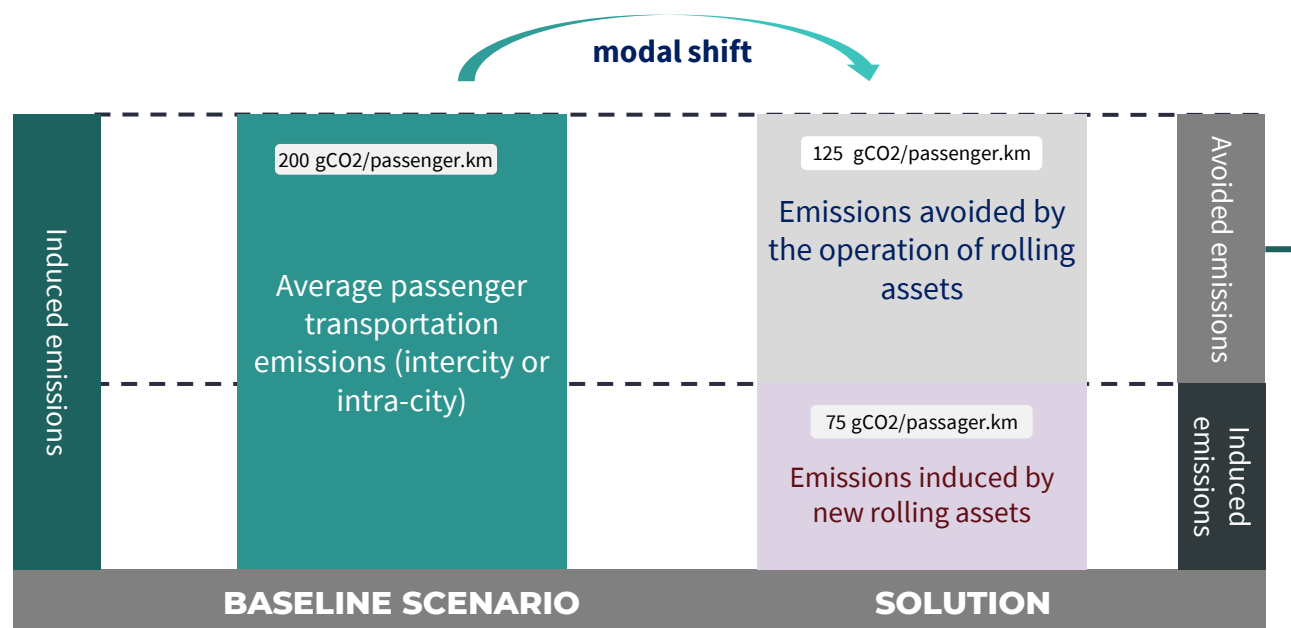 modal shift
Induced emissions
200 gCO2/passenger.km
Average passenger
transportation
emissions (intercity or
intra-city)
125 gCO2/passenger.km
Emissions avoided by
the operation of rolling
assets
75 gCO2/passager.km
Emissions induced by
new rolling assets
Avoided emissions
Induced
emissions
BASELINE SCENARIO
SOLUTION